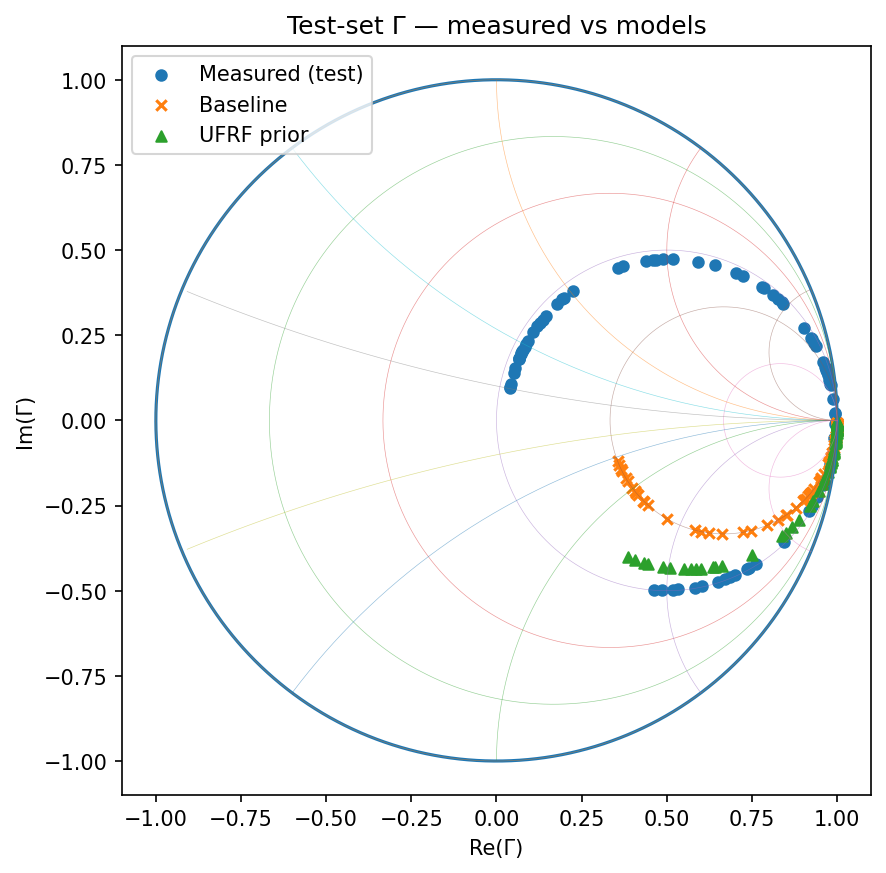 Test-set Γ — measured vs models
Measured (test)
Baseline
UFRF prior
1.00
0.75
0.50
0.25
0.00
−0.25
−0.50
−0.75
−1.00
Im(Γ)
−1.00 −0.75 −0.50 −0.25 0.00 0.25 0.50 0.75 1.00
Re(Γ)